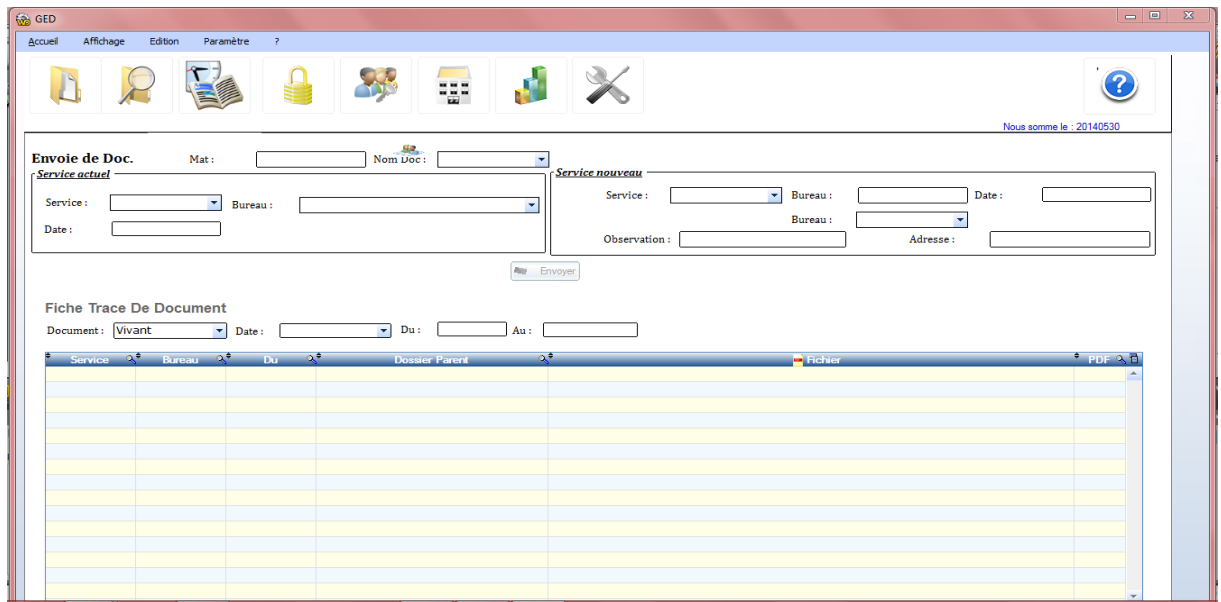 GED
Accueil Affichage Edition Paramètre ?
Nous somme le : 20140530
Envoie de Doc. Mat : Nom Doc :
Service actuel
Service nouveau
Service : Bureau :
Date :
Service : Bureau : Date :
Bureau :
Observation : Adresse :
Envoyer
Fiche Trace De Document
Document : Vivant Date : Du : Au :
Service Bureau Du Dossier Parent Fichier PDF